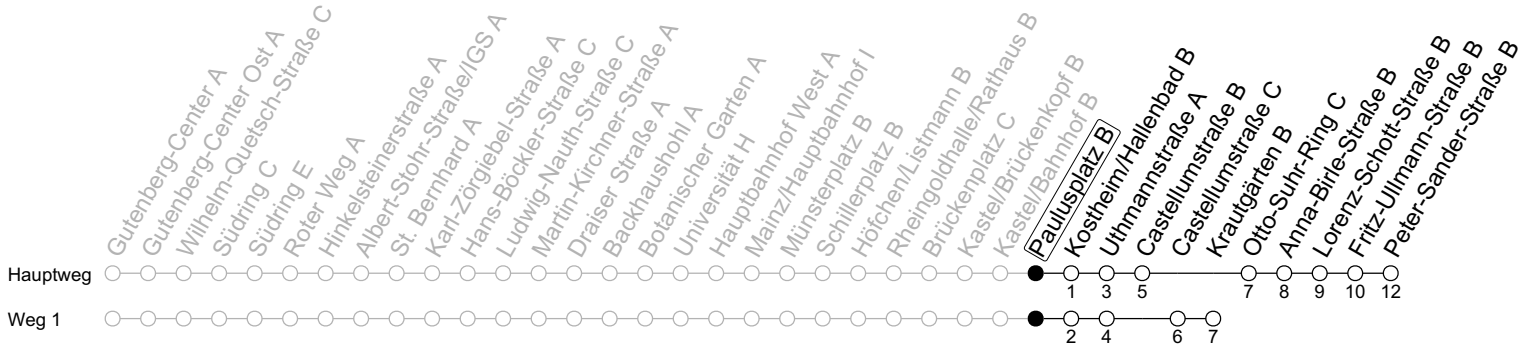 Gutenberg-Center A
Gutenberg-Center Ost A
Wilhelm-Quetsch-Straße C
Südring C
Südring E
Roter Weg A
Hinkelsteinerstraße A
Albert-Stohr-Straße/IGS A
St. Bernhard A
Karl-Zörgiebel-Straße A
Hans-Böckler-Straße C
Ludwig-Nauth-Straße C
Martin-Kirchner-Straße A
Draiser Straße A
Backhaushohl A
Botanischer Garten A
Universität H
Hauptbahnhof West A
Mainz/Hauptbahnhof I
Münsterplatz B
Schillerplatz B
Höfchen/Listmann B
Rheingoldhalle/Rathaus B
Brückenplatz C
Kastel/Brückenkopf B
Kastel/Bahnhof B
Paulusplatz B
Kostheim/Hallenbad B
Uthmannstraße A
Castellumstraße B
Castellumstraße C
Krautgärten B
Otto-Suhr-Ring C
Anna-Birle-Straße B
Lorenz-Schott-Straße B
Fritz-Ullmann-Straße B
Peter-Sander-Straße B
Hauptweg
1 3 5 7 8 9 10 12
Weg 1
2 4 6 7